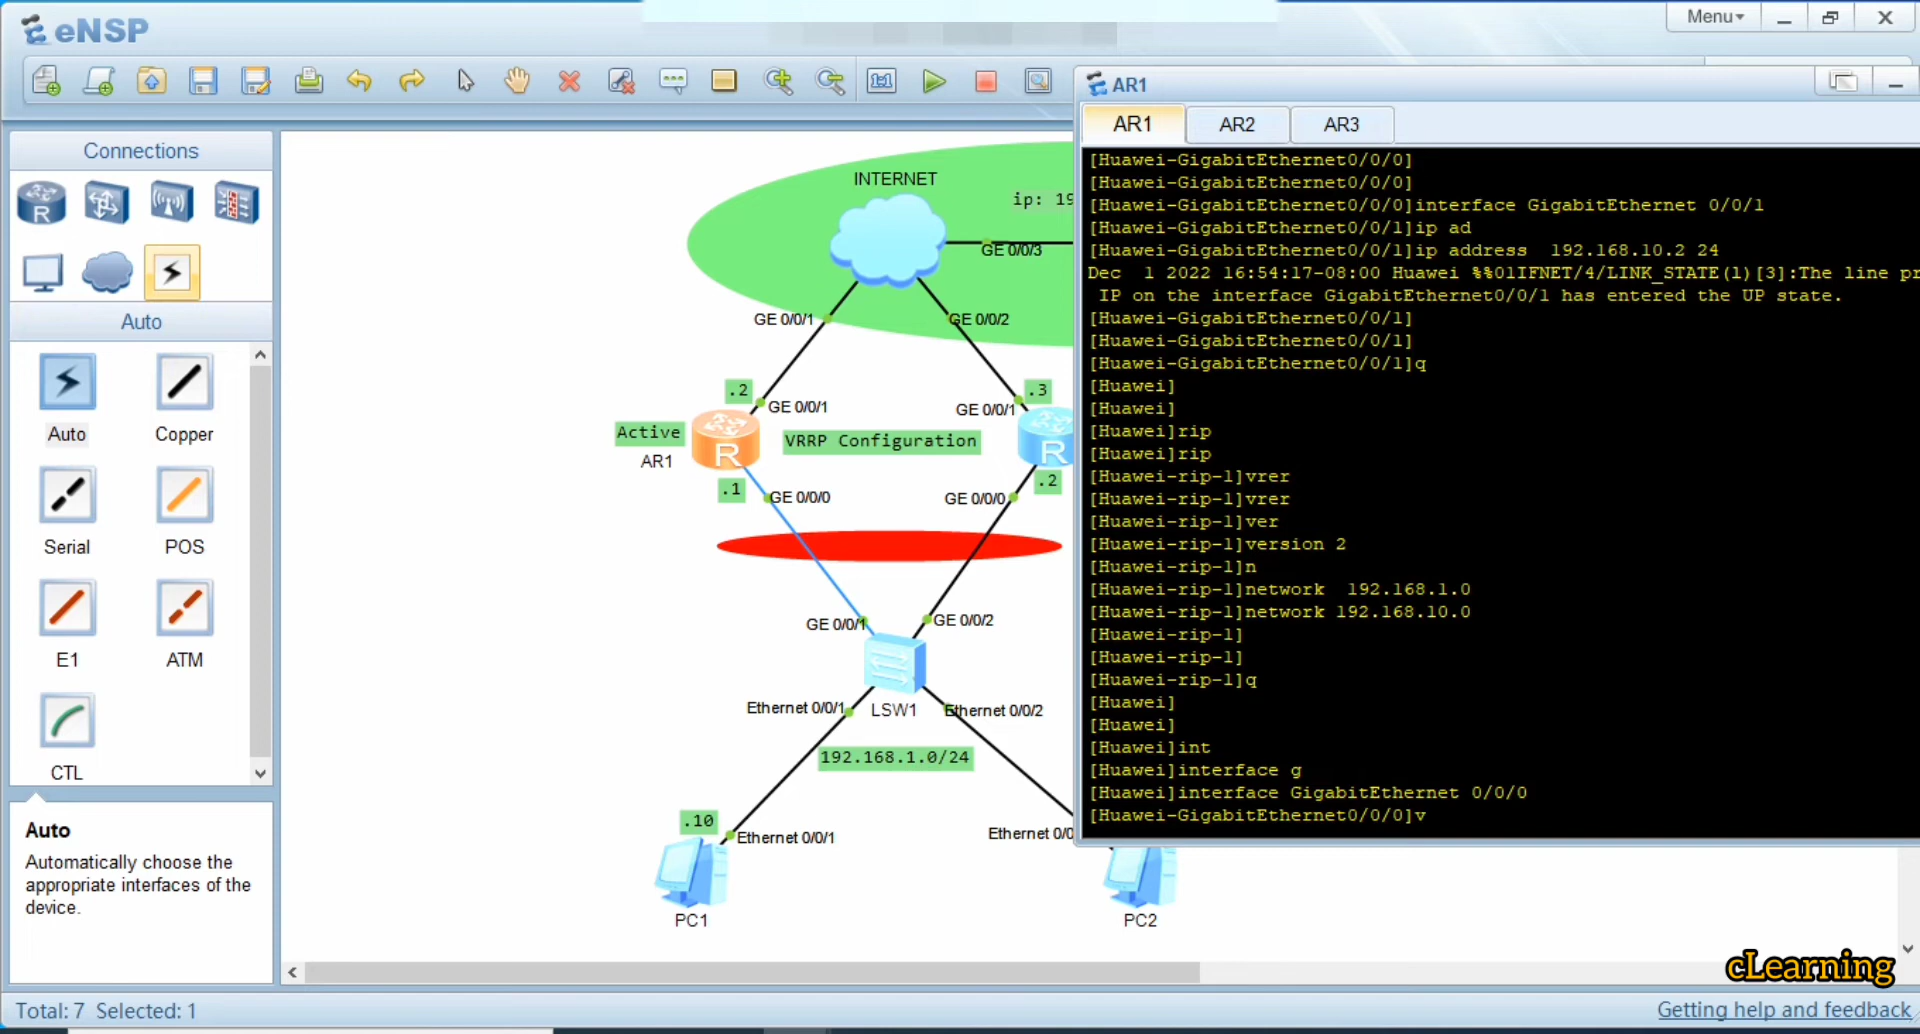 eNSP
Menu
AR1
AR1
AR2
AR3
Connections
Auto
Auto
Copper
Serial
POS
E1
ATM
CTL
Auto
Automatically choose the
appropriate interfaces of the
device.
INTERNET
ip: 19
GE 0/0/3
GE 0/0/1
GE 0/0/2
.2
.3
GE 0/0/1
GE 0/0/1
Active
VRRP Configuration
AR1
R
R
.1
.2
GE 0/0/0
GE 0/0/0
GE 0/0/1
GE 0/0/2
Ethernet 0/0/1
LSW1
Ethernet 0/0/2
192.168.1.0/24
.10
Ethernet 0/0/1
Ethernet 0/0
PC1
PC2
[Huawei-GigabitEthernet0/0/0]
[Huawei-GigabitEthernet0/0/0]
[Huawei-GigabitEthernet0/0/0]interface GigabitEthernet 0/0/1
[Huawei-GigabitEthernet0/0/1]ip ad
[Huawei-GigabitEthernet0/0/1]ip address  192.168.10.2 24
Dec  1 2022 16:54:17-08:00 Huawei %%01IFNET/4/LINK_STATE(l)[3]:The line pr
IP on the interface GigabitEthernet0/0/1 has entered the UP state.
[Huawei-GigabitEthernet0/0/1]
[Huawei-GigabitEthernet0/0/1]
[Huawei-GigabitEthernet0/0/1]q
[Huawei]
[Huawei]
[Huawei]rip
[Huawei]rip
[Huawei-rip-1]vrer
[Huawei-rip-1]vrer
[Huawei-rip-1]ver
[Huawei-rip-1]version 2
[Huawei-rip-1]n
[Huawei-rip-1]network  192.168.1.0
[Huawei-rip-1]network 192.168.10.0
[Huawei-rip-1]
[Huawei-rip-1]
[Huawei-rip-1]q
[Huawei]
[Huawei]
[Huawei]int
[Huawei]interface g
[Huawei]interface GigabitEthernet 0/0/0
[Huawei-GigabitEthernet0/0/0]v
cLearning
Total: 7 Selected: 1
Getting help and feedback